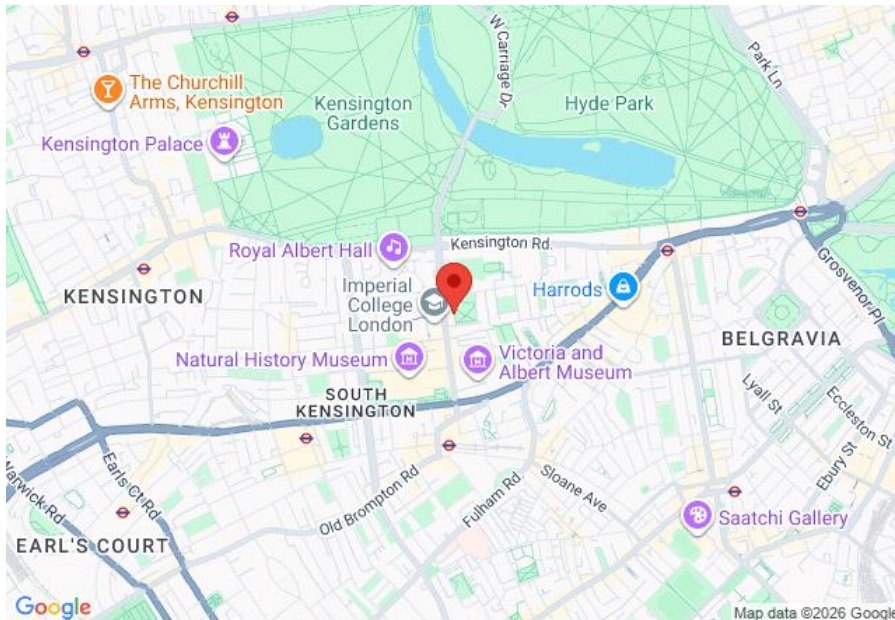 W Carriage Dr.
Park Ln
The Churchill
Arms, Kensington
Kensington
Gardens
Hyde Park
Kensington Palace
Royal Albert Hall
Kensington Rd.
Grosvenor Pl
KENSINGTON
Imperial
College
London
Harrods
BELGRAVIA
Natural History Museum
Victoria and
Albert Museum
SOUTH
KENSINGTON
Lyall St
Eccleston St
Ebury St
Warwick Rd
Earls Ct Rd
Old Brompton Rd
Fulham Rd
Sloane Ave
Saatchi Gallery
EARL'S COURT
Google
Map data ©2026 Google